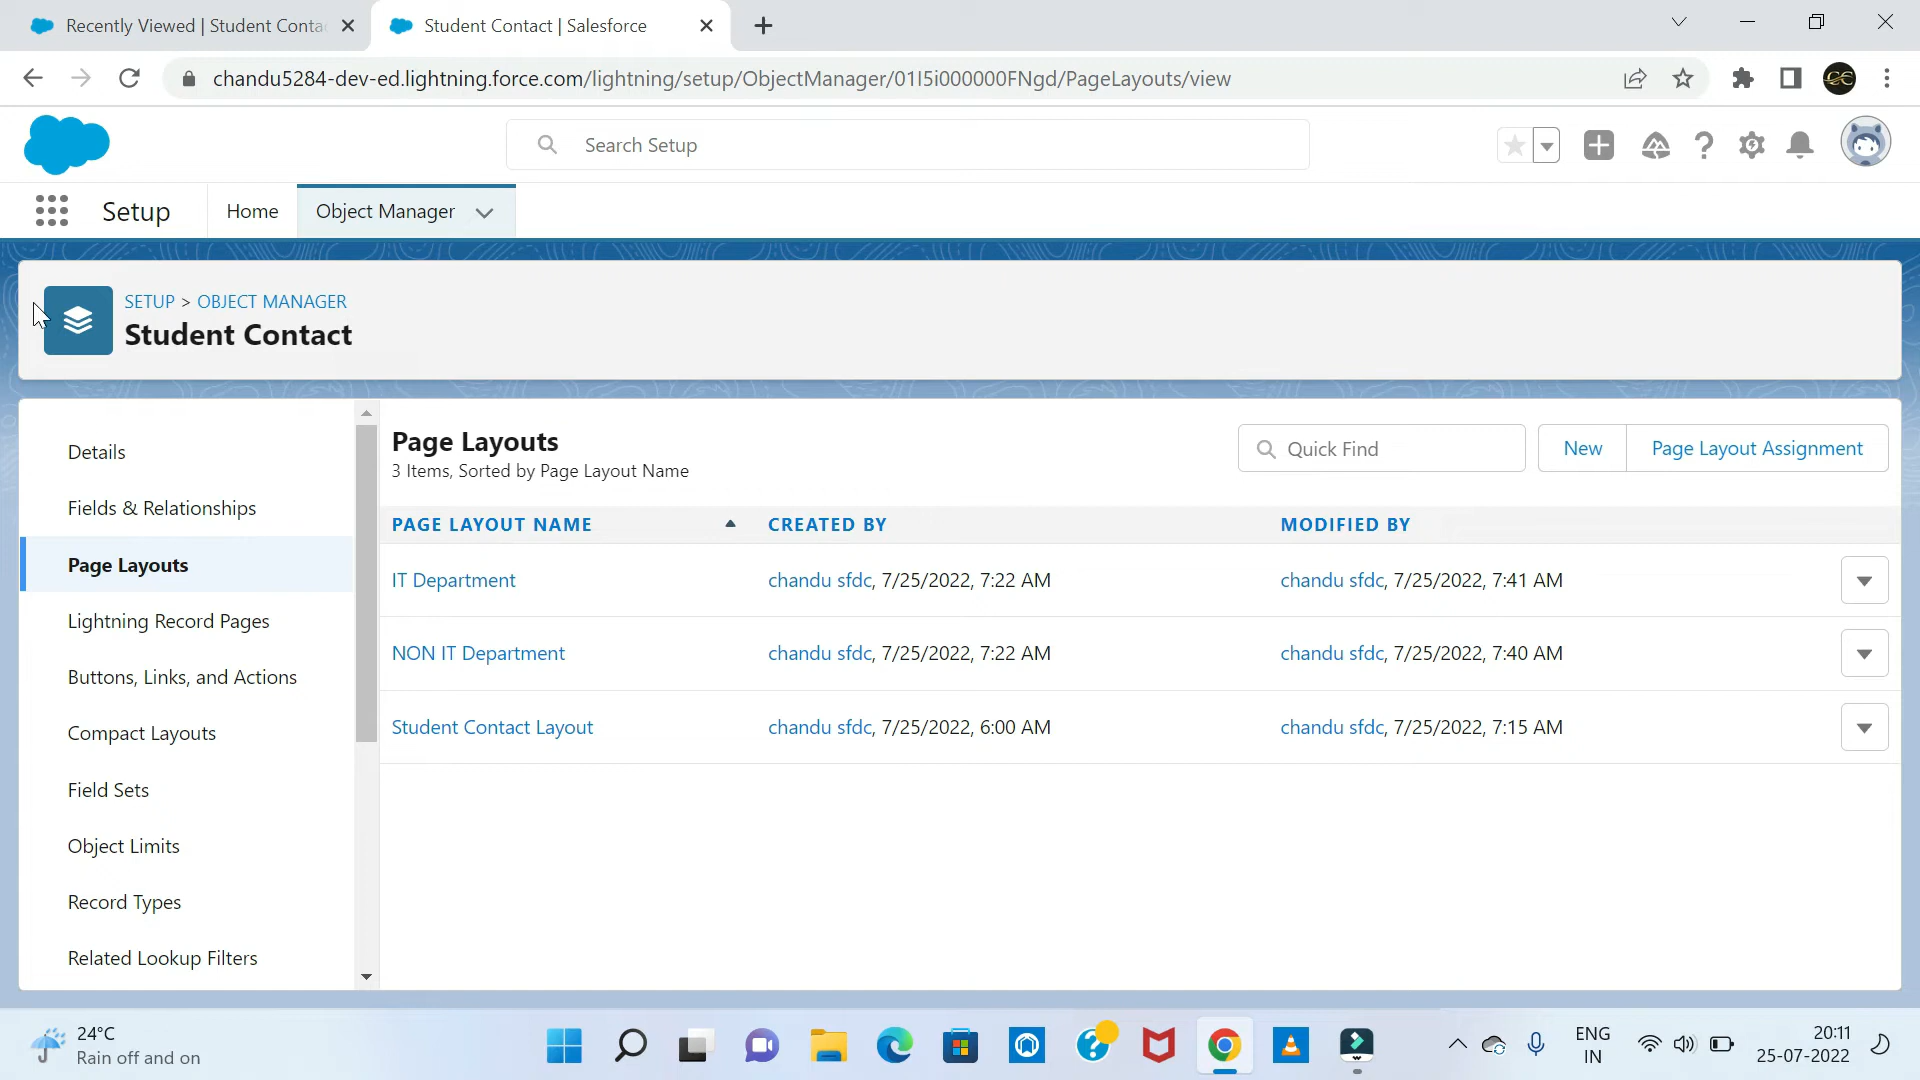 Recently Viewed | Student Conta
Student Contact | Salesforce
chandu5284-dev-ed.lightning.force.com/lightning/setup/ObjectManager/01I5i000000FNgd/PageLayouts/view
Search Setup
Setup
Home
Object Manager
SETUP > OBJECT MANAGER
Student Contact
Details
Fields & Relationships
Page Layouts
Lightning Record Pages
Buttons, Links, and Actions
Compact Layouts
Field Sets
Object Limits
Record Types
Related Lookup Filters
Page Layouts
3 Items, Sorted by Page Layout Name
Quick Find
New
Page Layout Assignment
PAGE LAYOUT NAME CREATED BY MODIFIED BY
IT Department chandu sfdc, 7/25/2022, 7:22 AM chandu sfdc, 7/25/2022, 7:41 AM
NON IT Department chandu sfdc, 7/25/2022, 7:22 AM chandu sfdc, 7/25/2022, 7:40 AM
Student Contact Layout chandu sfdc, 7/25/2022, 6:00 AM chandu sfdc, 7/25/2022, 7:15 AM
24°C
Rain off and on
ENG
IN
20:11
25-07-2022